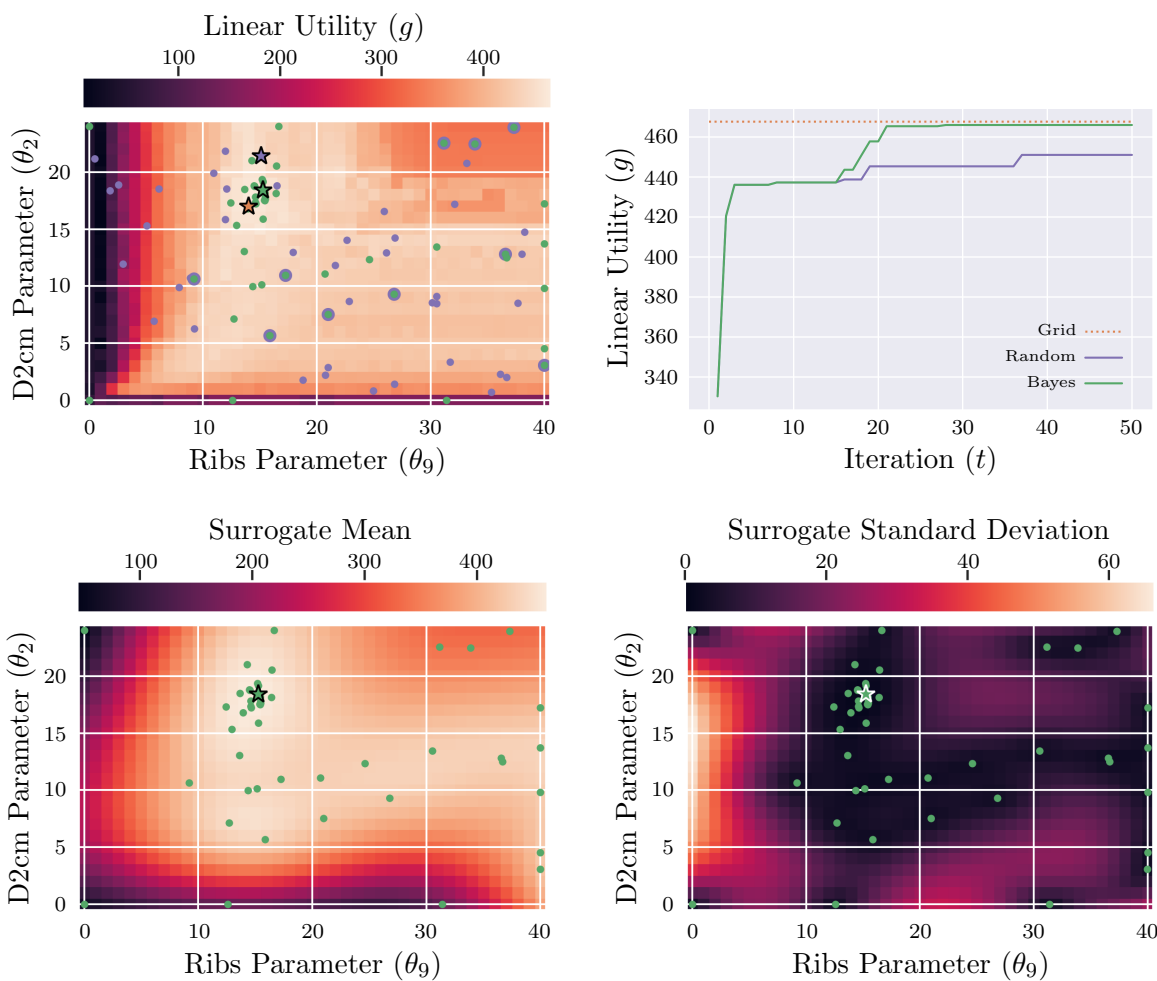 Linear Utility (g)
100 200 300 400
D2cm Parameter (θ2)
20
15
10
5
0
0 10 20 30 40
Ribs Parameter (θ9)
Linear Utility (g)
460
440
420
400
380
360
340
Grid
Random
Bayes
0 10 20 30 40 50
Iteration (t)
Surrogate Mean
100 200 300 400
D2cm Parameter (θ2)
20
15
10
5
0
0 10 20 30 40
Ribs Parameter (θ9)
Surrogate Standard Deviation
0 20 40 60
D2cm Parameter (θ2)
20
15
10
5
0
0 10 20 30 40
Ribs Parameter (θ9)